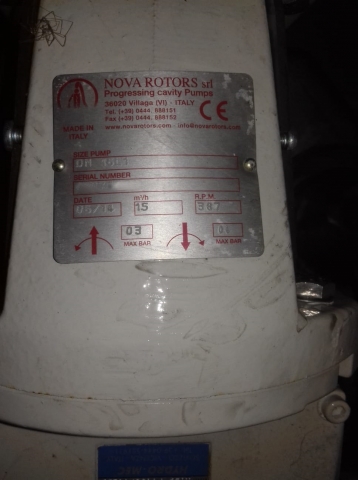 NOVA ROTORS srl
Progressing cavity Pumps
36020 Villaga (VI) - ITALY
Tel. (+39) 0444. 888151
Fax (+39) 0444. 888152
www.novarotors.com info@novarotors.com
CE
MADE IN
ITALY
SIZE PUMP
SERIAL NUMBER
DATE m³/h R.P.M.
15
03
MAX BAR MAX BAR